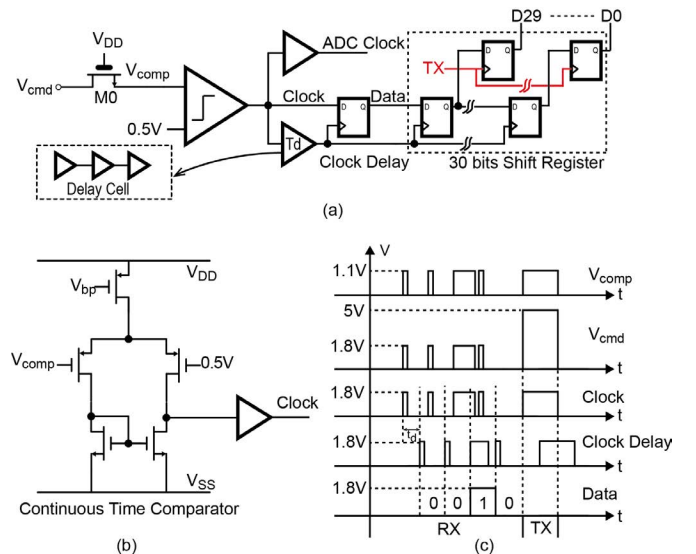 D29 ------- D0
VDD
ADC Clock
D Q D Q
TX
Vcmd
Vcomp
M0
Clock
Data
D Q D Q D Q
0.5V
Td
Clock Delay
30 bits Shift Register
Delay Cell
(a)
VDD
Vbp
Vcomp
0.5V
Clock
VSS
Continuous Time Comparator
(b)
V
1.1V
Vcomp
t
5V
Vcmd
1.8V
t
1.8V
Clock
t
td
1.8V
Clock Delay
t
1.8V
0 0 1 0
Data
t
RX
TX
(c)